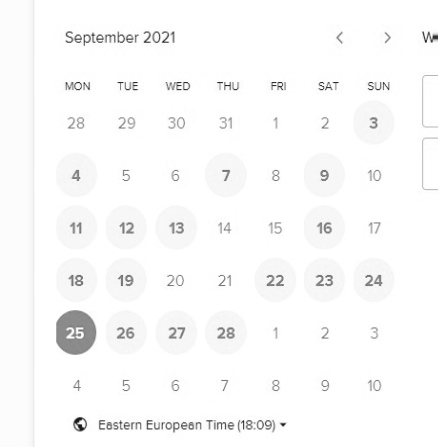 September 2021
MON TUE WED THU FRI SAT SUN
28 29 30 31 1 2 3
4 5 6 7 8 9 10
11 12 13 14 15 16 17
18 19 20 21 22 23 24
25 26 27 28 1 2 3
4 5 6 7 8 9 10
Eastern European Time (18:09)